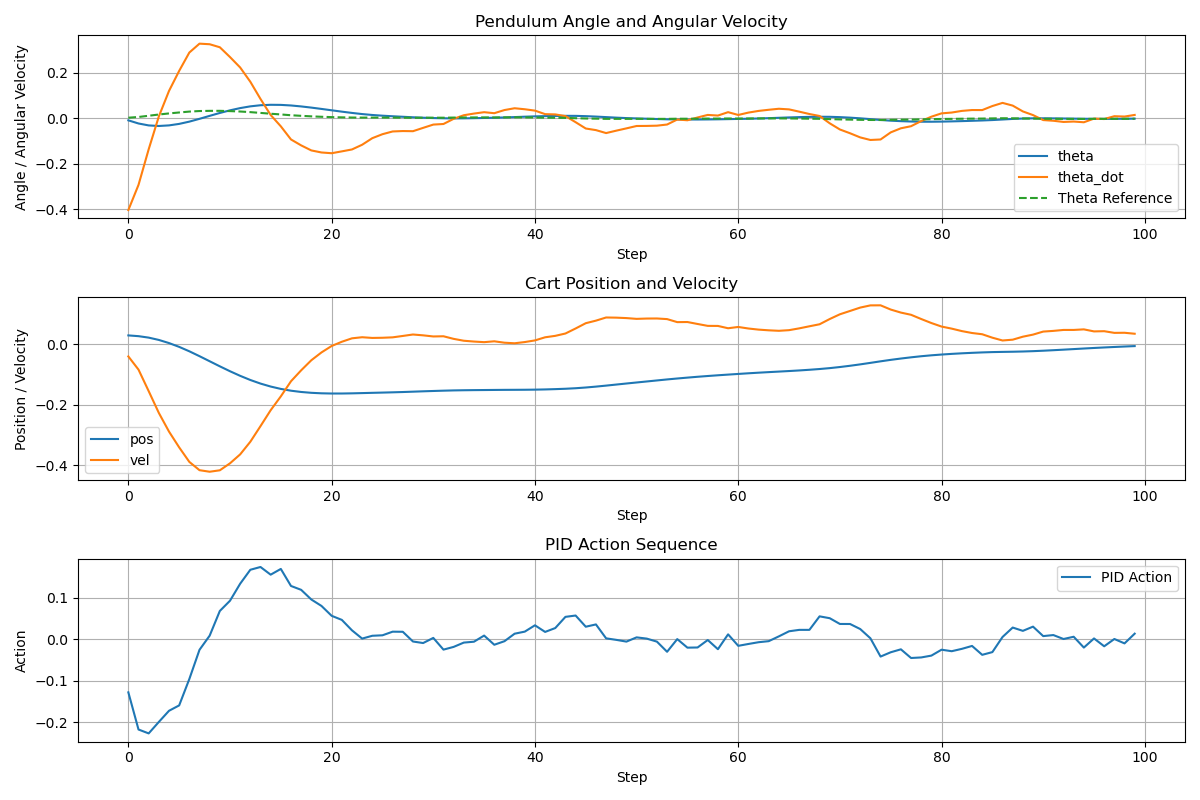 Pendulum Angle and Angular Velocity
Angle / Angular Velocity
0.2
0.0
−0.2
−0.4
theta
theta_dot
Theta Reference
0 20 40 60 80 100
Step
Cart Position and Velocity
Position / Velocity
0.0
−0.2
−0.4
pos
vel
0 20 40 60 80 100
Step
PID Action Sequence
Action
0.1
0.0
−0.1
−0.2
PID Action
0 20 40 60 80 100
Step